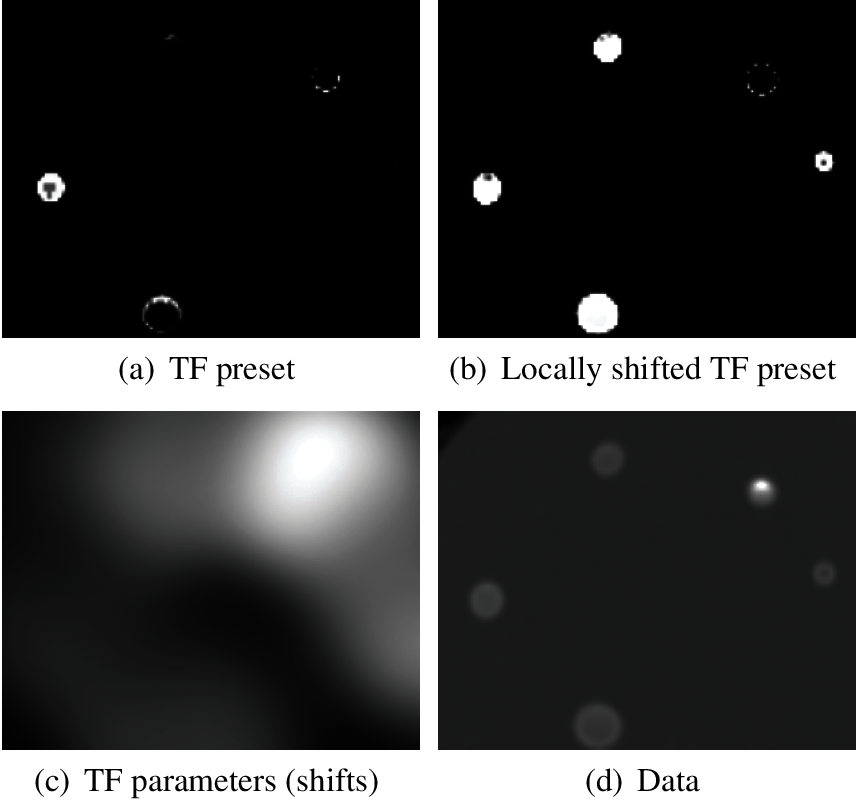 (a) TF preset
(b) Locally shifted TF preset
(c) TF parameters (shifts)
(d) Data